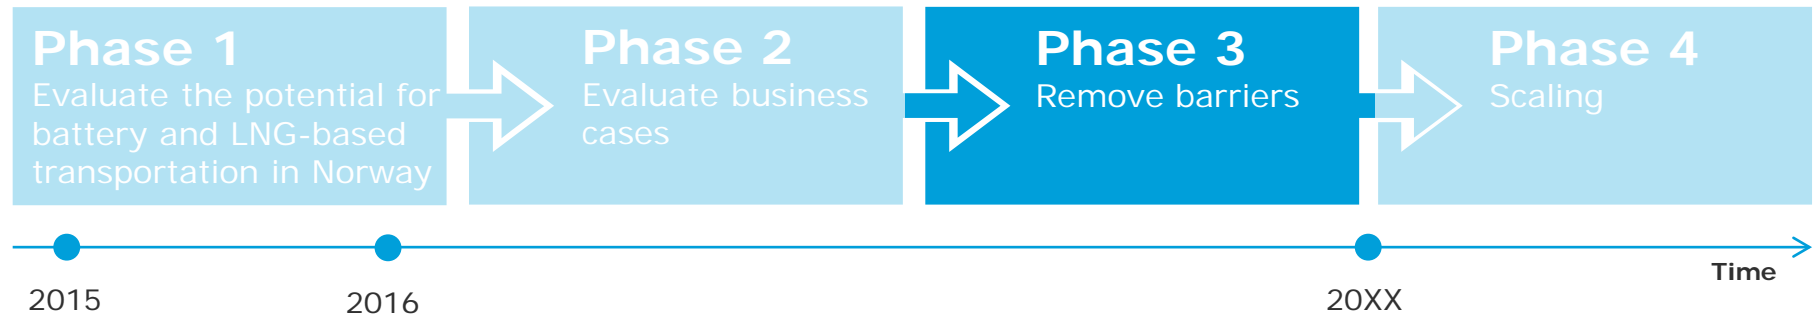 Phase 1
Evaluate the potential for
battery and LNG-based
transportation in Norway
Phase 2
Evaluate business
cases
Phase 3
Remove barriers
Phase 4
Scaling
Time
2015
2016
20XX